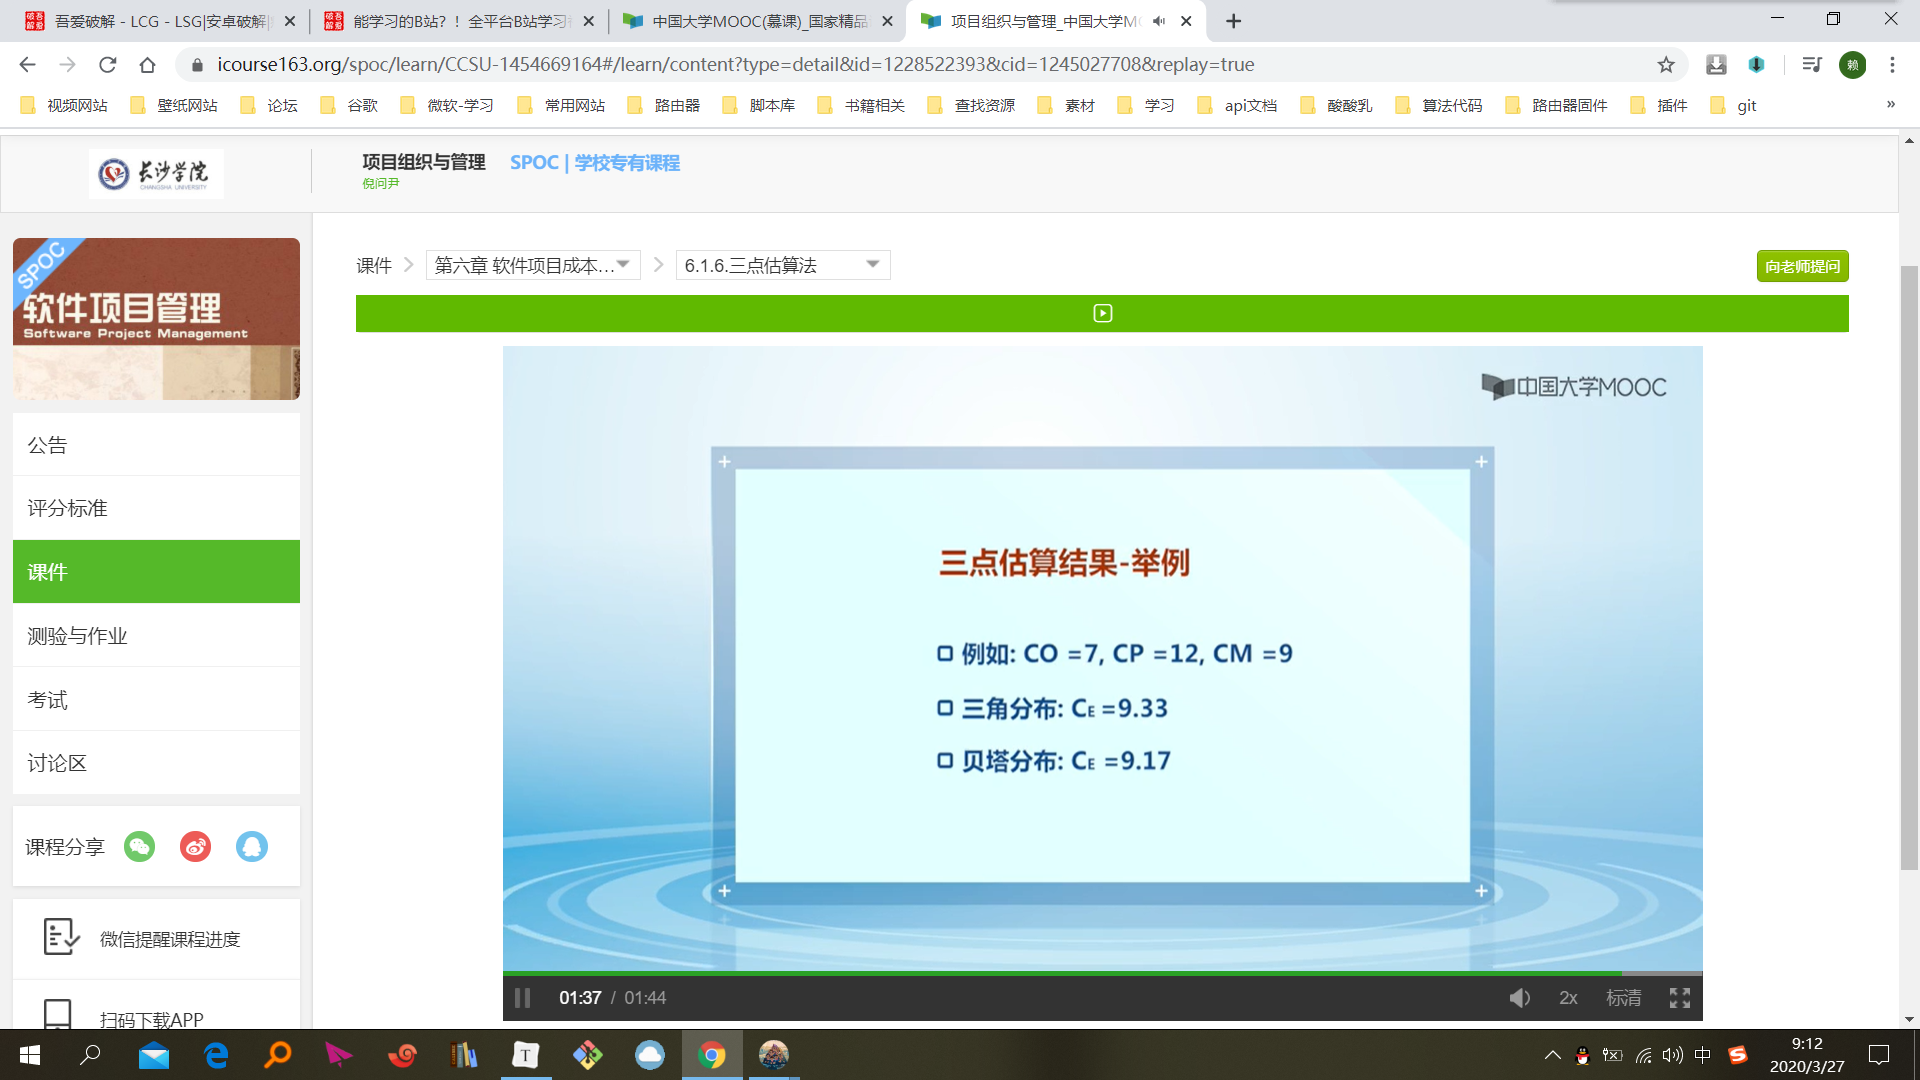 吾爱破解 - LCG - LSG|安卓破解|
能学习的B站？！全平台B站学习
中国大学MOOC(慕课)_国家精品
项目组织与管理_中国大学MO
icourse163.org/spoc/learn/CCSU-1454669164#/learn/content?type=detail&id=1228522393&cid=1245027708&replay=true
赖
视频网站 壁纸网站 论坛 谷歌 微软-学习 常用网站 路由器 脚本库 书籍相关 查找资源 素材 学习 api文档 酸酸乳 算法代码 路由器固件 插件 git »
长沙学院
CHANGSHA UNIVERSITY
项目组织与管理 SPOC | 学校专有课程
倪问尹
SPOC
软件项目管理
Software Project Management
公告
评分标准
课件
测验与作业
考试
讨论区
课程分享
微信提醒课程进度
扫码下载APP
课件 第六章 软件项目成本... 6.1.6.三点估算法
向老师提问
中国大学MOOC
三点估算结果-举例
例如: CO =7, CP =12, CM =9
三角分布: CE =9.33
贝塔分布: CE =9.17
01:37 / 01:44
2x 标清
中
9:12
2020/3/27